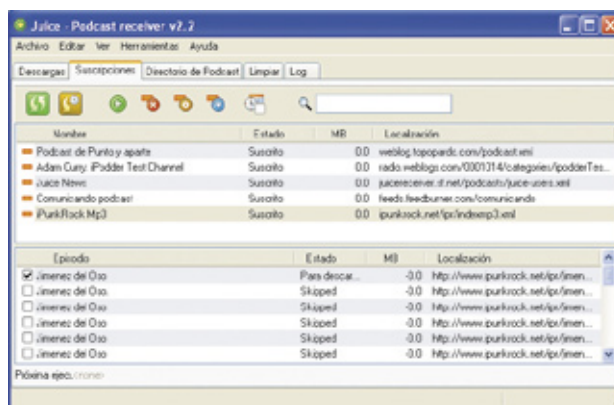 Juice - Podcast receiver v2.2
Archivo Editar Ver Herramientas Ayuda
Descargas Suscripciones Directorio de Podcast Limpiar Log
Nombre Estado MB Localización
Podcast de Punto y aparte Suscrito 0.0 weblog.topopardo.com/podcast.xml
Adam Curry: iPodder Test Channel Suscrito 0.0 radio.weblogs.com/0001014/categories/ipodderTes...
Juice News Suscrito 0.0 juicereceiver.sf.net/podcasts/juice-users.xml
Comunicando podcast Suscrito 0.0 feeds.feedburner.com/comunicando
iPunkRock Mp3 Suscrito 0.0 ipunkrock.net/ipr/indexmp3.xml
Episodio Estado MB Localización
Jimenez del Oso Para descar... -0.0 http://www.ipunkrock.net/ipr/jimen...
Jimenez del Oso. Skipped -0.0 http://www.ipunkrock.net/ipr/jimen...
Jimenez del Oso Skipped -0.0 http://www.ipunkrock.net/ipr/jimen...
Jimenez del Oso Skipped -0.0 http://www.ipunkrock.net/ipr/jimen...
Jimenez del Oso Skipped -0.0 http://www.ipunkrock.net/ipr/jimen...
Jimenez del Oso Skipped -0.0 http://www.ipunkrock.net/ipr/jimen...
Próxima ejec. (none)